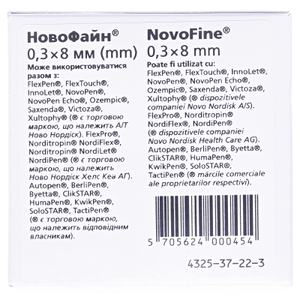 НовоФайн®
0,3×8 мм (mm)
Може використовуватися
разом з:
FlexPen®, FlexTouch®,
InnoLet®, NovoPen®,
NovoPen Echo®, Ozempic®,
Saxenda®, Victoza®,
Xultophy® (® є торговою
маркою, що належить А/Т
Ново Нордіск). FlexPro®,
Norditropin® NordiFlex®,
Norditropin® NordiLet®
NordiPen® (® є торговою
маркою, що належить
Ново Нордіск Хелс Кеа АГ).
Autopen®, BerliPen®,
Byetta®, ClikSTAR®,
HumaPen®, KwikPen®,
SoloSTAR®, TactiPen®
(® є торговими марками,
що належить відповідним
власникам).
NovoFine®
0,3×8 mm
Poate fi utilizat cu:
FlexPen®, FlexTouch®, InnoLet®,
NovoPen®, NovoPen Echo®,
Ozempic®, Saxenda®, Victoza®,
Xultophy® (® dispozitivele
companiei Novo Nordisk A/S).
FlexPro®, Norditropin®
NordiFlex®, Norditropin®
NordiLet®, NordiPen®
(® dispozitivele companiei
Novo Nordisk Health Care AG).
Autopen®, BerliPen®, Byetta®,
ClikSTAR®, HumaPen®,
KwikPen®, SoloSTAR®,
TactiPen® (® mărcile comerciale
ale proprietarilor respectivi).
5 705624 000454
4325-37-22-3